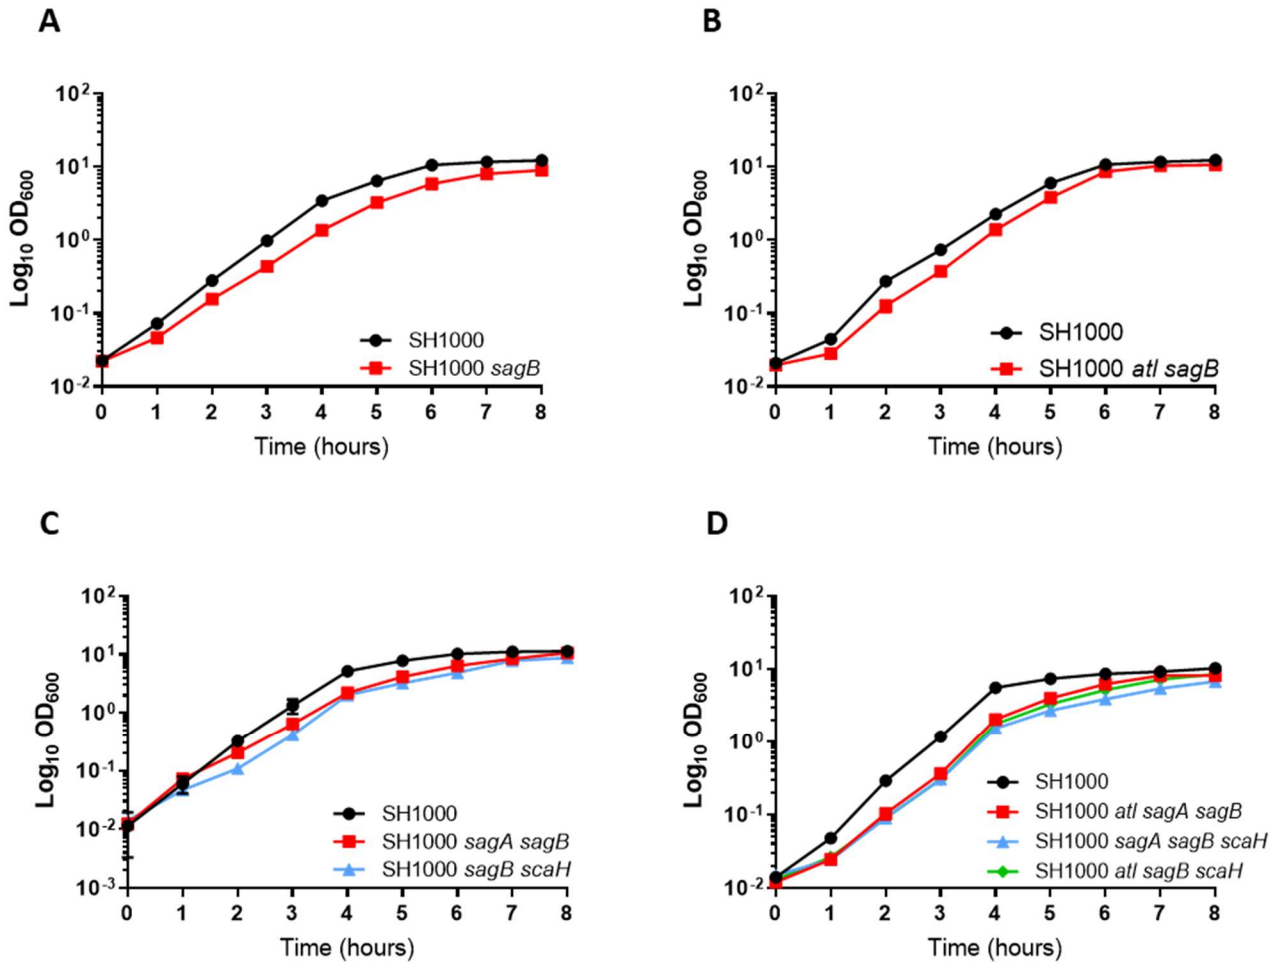 A
10²
10¹
10⁰
10⁻¹
10⁻²
Log₁₀ OD₆₀₀
SH1000
SH1000 sagB
0 1 2 3 4 5 6 7 8
Time (hours)
B
10²
10¹
10⁰
10⁻¹
10⁻²
Log₁₀ OD₆₀₀
SH1000
SH1000 atl sagB
0 1 2 3 4 5 6 7 8
Time (hours)
C
10²
10¹
10⁰
10⁻¹
10⁻²
10⁻³
Log₁₀ OD₆₀₀
SH1000
SH1000 sagA sagB
SH1000 sagB scaH
0 1 2 3 4 5 6 7 8
Time (hours)
D
10²
10¹
10⁰
10⁻¹
10⁻²
Log₁₀ OD₆₀₀
SH1000
SH1000 atl sagA sagB
SH1000 sagA sagB scaH
SH1000 atl sagB scaH
0 1 2 3 4 5 6 7 8
Time (hours)